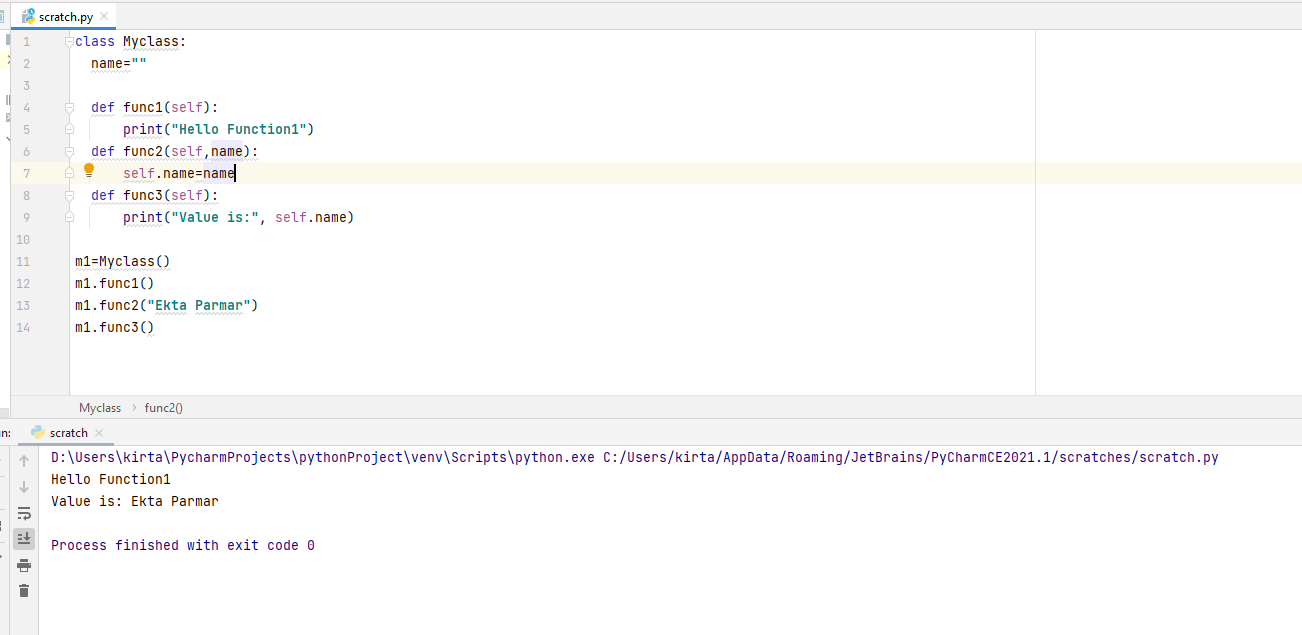 scratch.py
1 class Myclass:
2 name=""
3
4 def func1(self):
5 print("Hello Function1")
6 def func2(self,name):
7 self.name=name
8 def func3(self):
9 print("Value is:", self.name)
10
11 m1=Myclass()
12 m1.func1()
13 m1.func2("Ekta Parmar")
14 m1.func3()
Myclass › func2()
n: scratch
D:\Users\kirta\PycharmProjects\pythonProject\venv\Scripts\python.exe C:/Users/kirta/AppData/Roaming/JetBrains/PyCharmCE2021.1/scratches/scratch.py
Hello Function1
Value is: Ekta Parmar
Process finished with exit code 0